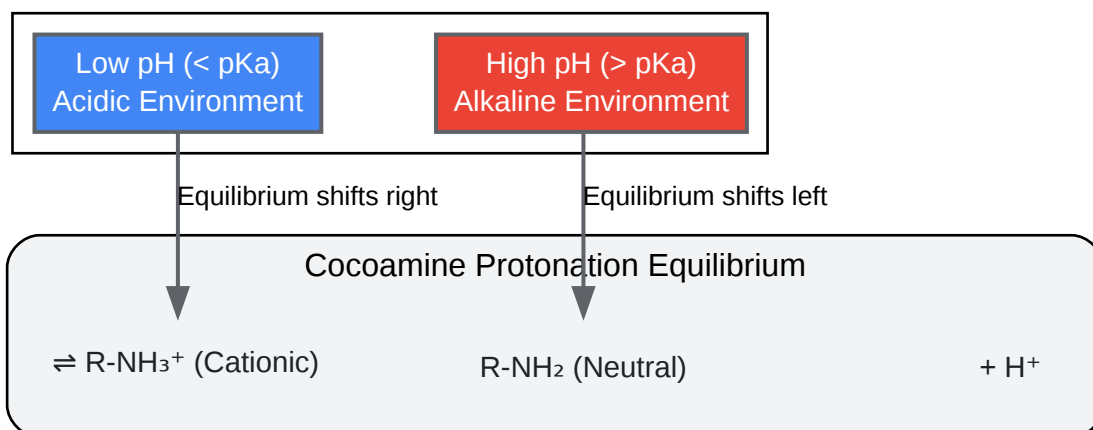 Low pH (< pKa)
Acidic Environment
High pH (> pKa)
Alkaline Environment
Equilibrium shifts right
Equilibrium shifts left
Cocoamine Protonation Equilibrium
⇌ R-NH₃⁺ (Cationic)
R-NH₂ (Neutral)
+ H⁺